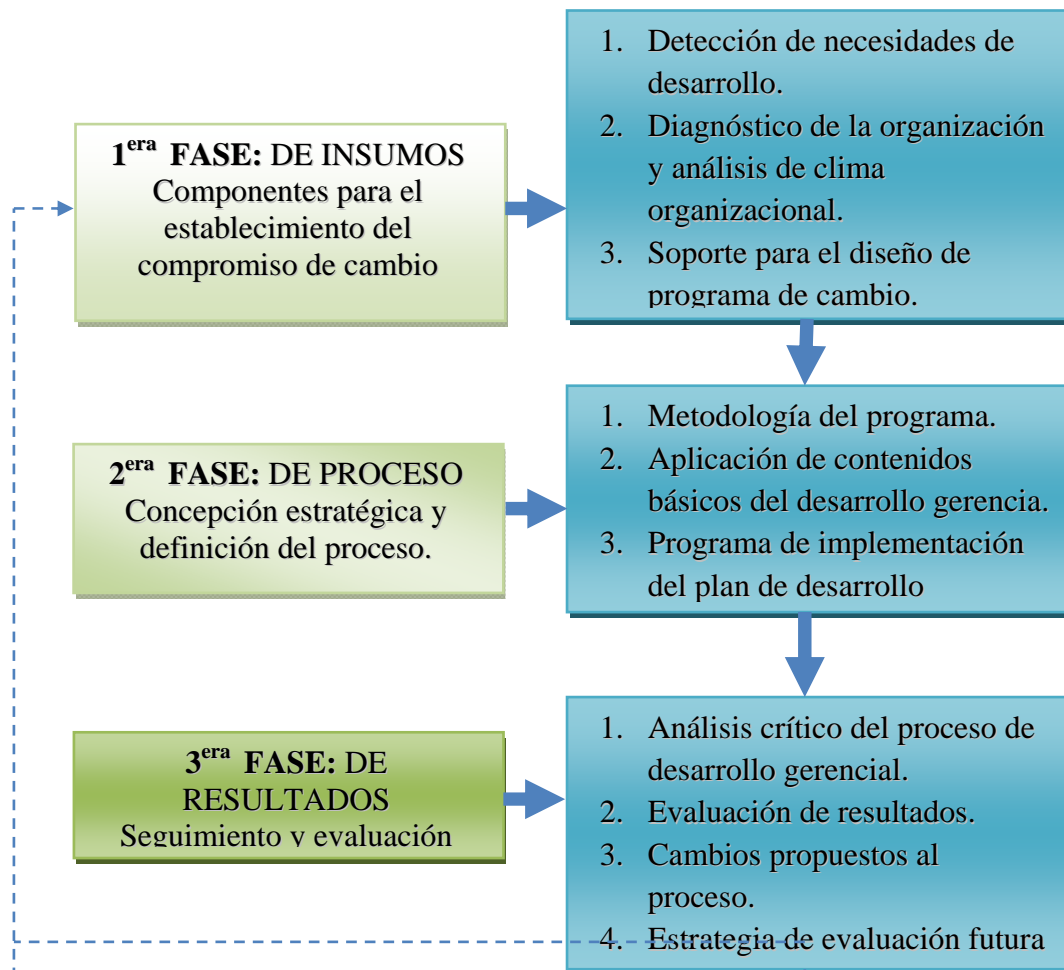 1era FASE: DE INSUMOS
Componentes para el
establecimiento del
compromiso de cambio
1. Detección de necesidades de
desarrollo.
2. Diagnóstico de la organización
y análisis de clima
organizacional.
3. Soporte para el diseño de
programa de cambio.
2era FASE: DE PROCESO
Concepción estratégica y
definición del proceso.
1. Metodología del programa.
2. Aplicación de contenidos
básicos del desarrollo gerencia.
3. Programa de implementación
del plan de desarrollo
3era FASE: DE
RESULTADOS
Seguimiento y evaluación
1. Análisis crítico del proceso de
desarrollo gerencial.
2. Evaluación de resultados.
3. Cambios propuestos al
proceso.
4. Estrategia de evaluación futura